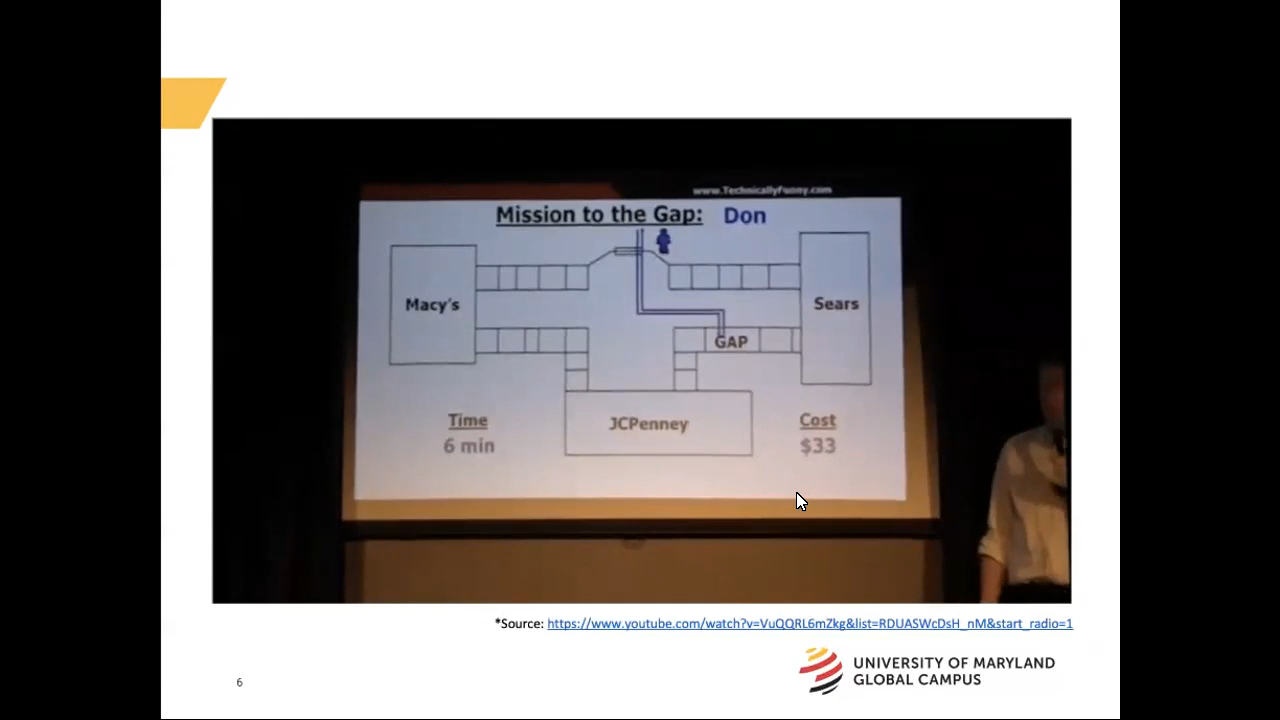 www.TechnicallyFunny.com
Mission to the Gap: Don
Macy's
Sears
GAP
Time
6 min
JCPenney
Cost
$33
*Source: https://www.youtube.com/watch?v=VuQQRL6mZkg&list=RDUASWcDsH_nM&start_radio=1
6
UNIVERSITY OF MARYLAND
GLOBAL CAMPUS